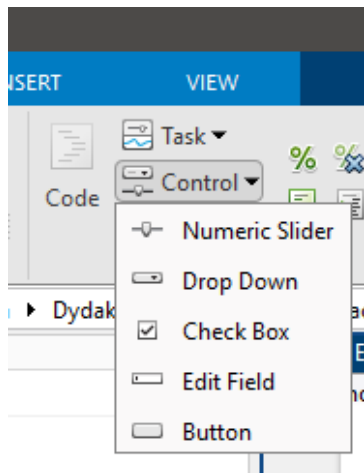 NSERT VIEW
Task
Control
Code
Numeric Slider
Drop Down
Check Box
Edit Field
Button
Dydak